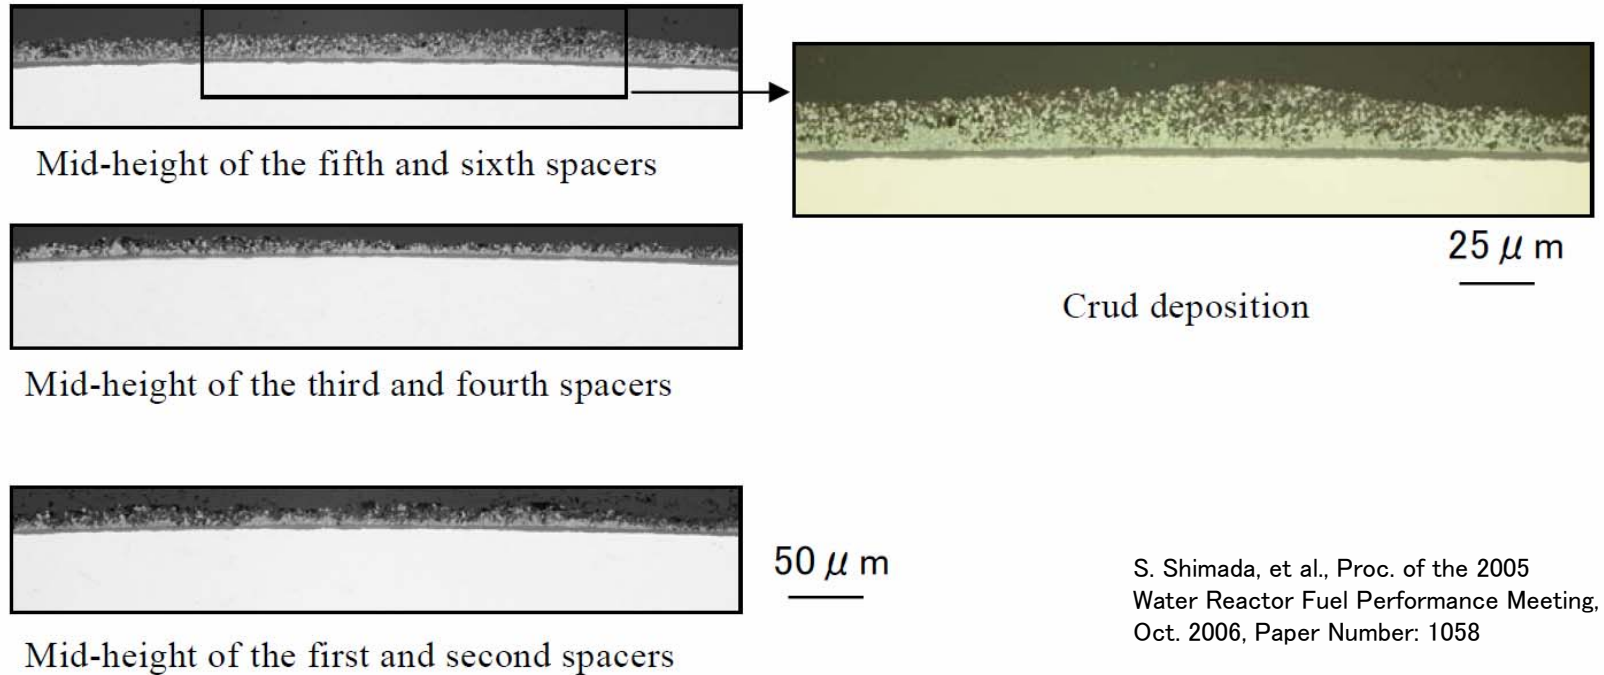 Mid-height of the fifth and sixth spacers
Mid-height of the third and fourth spacers
Mid-height of the first and second spacers
25 μ m
Crud deposition
50 μ m
S. Shimada, et al., Proc. of the 2005
Water Reactor Fuel Performance Meeting,
Oct. 2006, Paper Number: 1058